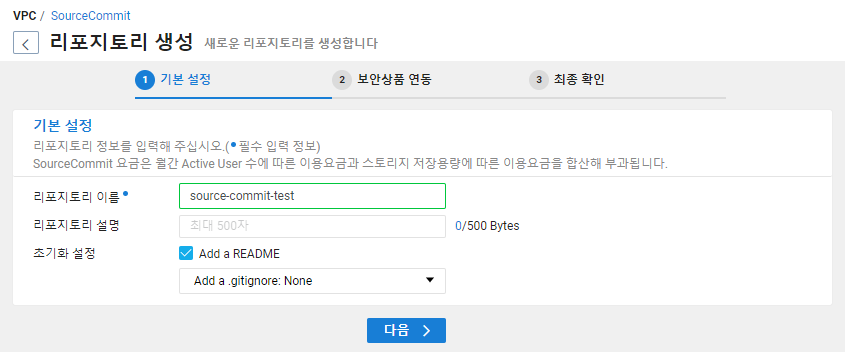 VPC / SourceCommit
리포지토리 생성 새로운 리포지토리를 생성합니다
1 기본 설정 2 보안상품 연동 3 최종 확인
기본 설정
리포지토리 정보를 입력해 주십시오.(• 필수 입력 정보)
SourceCommit 요금은 월간 Active User 수에 따른 이용요금과 스토리지 저장용량에 따른 이용요금을 합산해 부과됩니다.
리포지토리 이름• source-commit-test
리포지토리 설명 최대 500자 0/500 Bytes
초기화 설정 Add a README
Add a .gitignore: None
다음